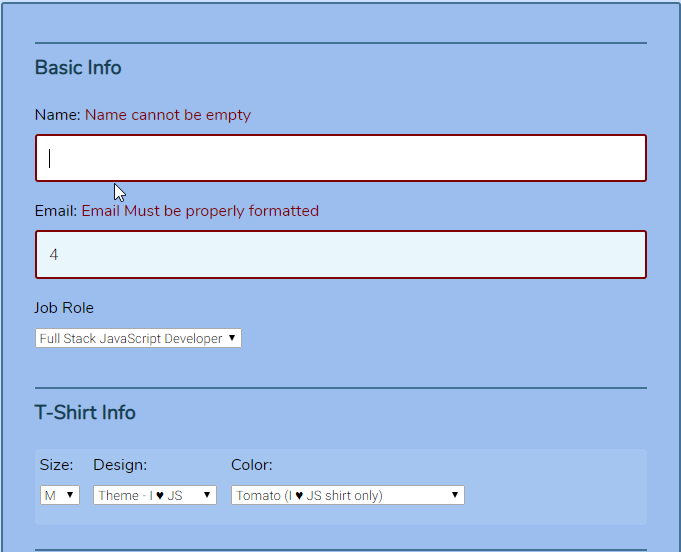 Basic Info
Name: Name cannot be empty
Email: Email Must be properly formatted
4
Job Role
Full Stack JavaScript Developer
T-Shirt Info
Size: Design: Color:
M Theme - I ♥ JS Tomato (I ♥ JS shirt only)